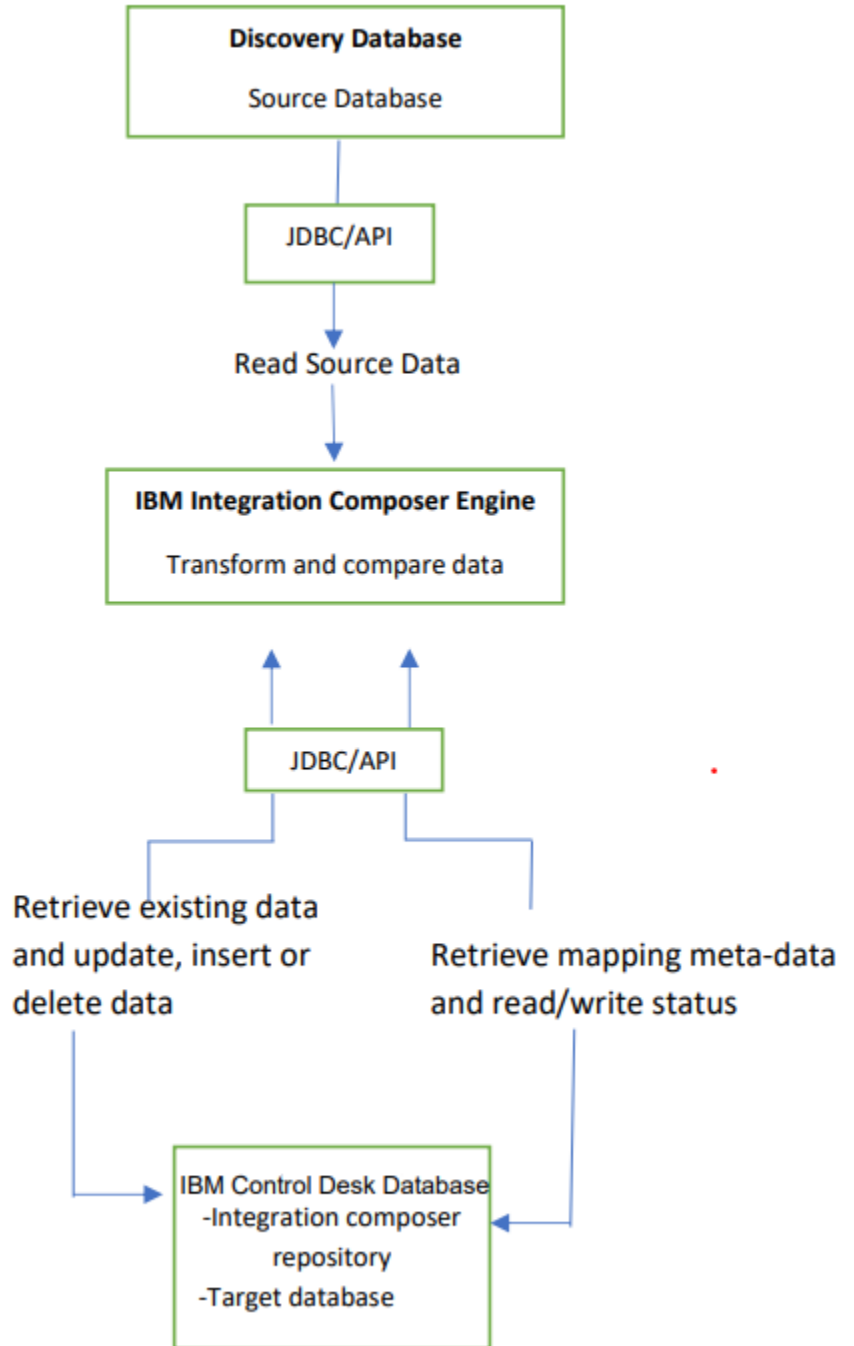 Discovery Database
Source Database
JDBC/API
Read Source Data
IBM Integration Composer Engine
Transform and compare data
JDBC/API
Retrieve existing data
and update, insert or
delete data
Retrieve mapping meta-data
and read/write status
IBM Control Desk Database
-Integration composer
repository
-Target database